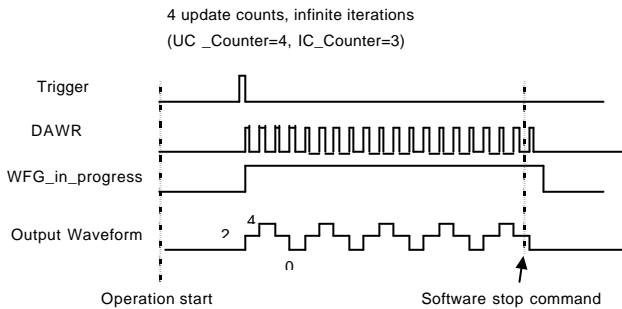 4 update counts, infinite iterations
(UC _Counter=4, IC_Counter=3)
Trigger
DAWR
WFG_in_progress
4
Output Waveform
2
0
Operation start
Software stop command